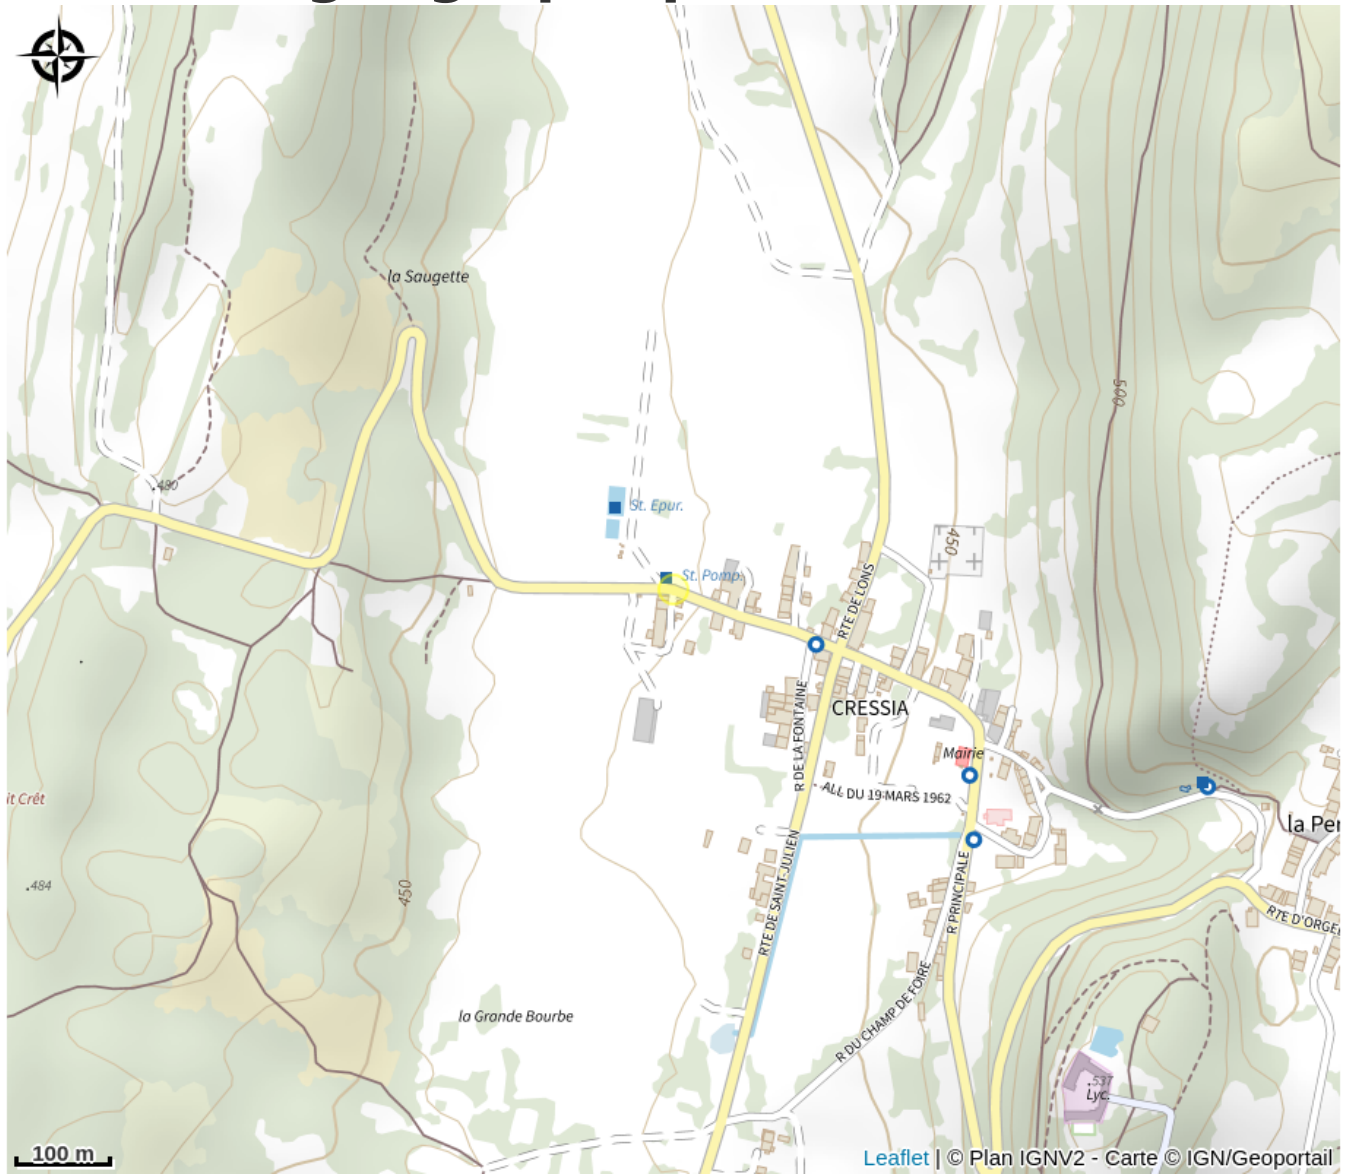 la Saugette
500
.480
St. Epur.
450
St. Pomp.
RTE DE LONS
R DE LA FONTAINE
CRESSIA
Mairie
ALL DU 19 MARS 1962
it Crêt
la Per
RTE DE SAINT-JULIEN
R PRINCIPALE
.484
450
RTE D'ORGE
R DU CHAMP DE FOIRE
la Grande Bourbe
.537
Lyc.
100 m
Leaflet | © Plan IGNV2 - Carte © IGN/Geoportail